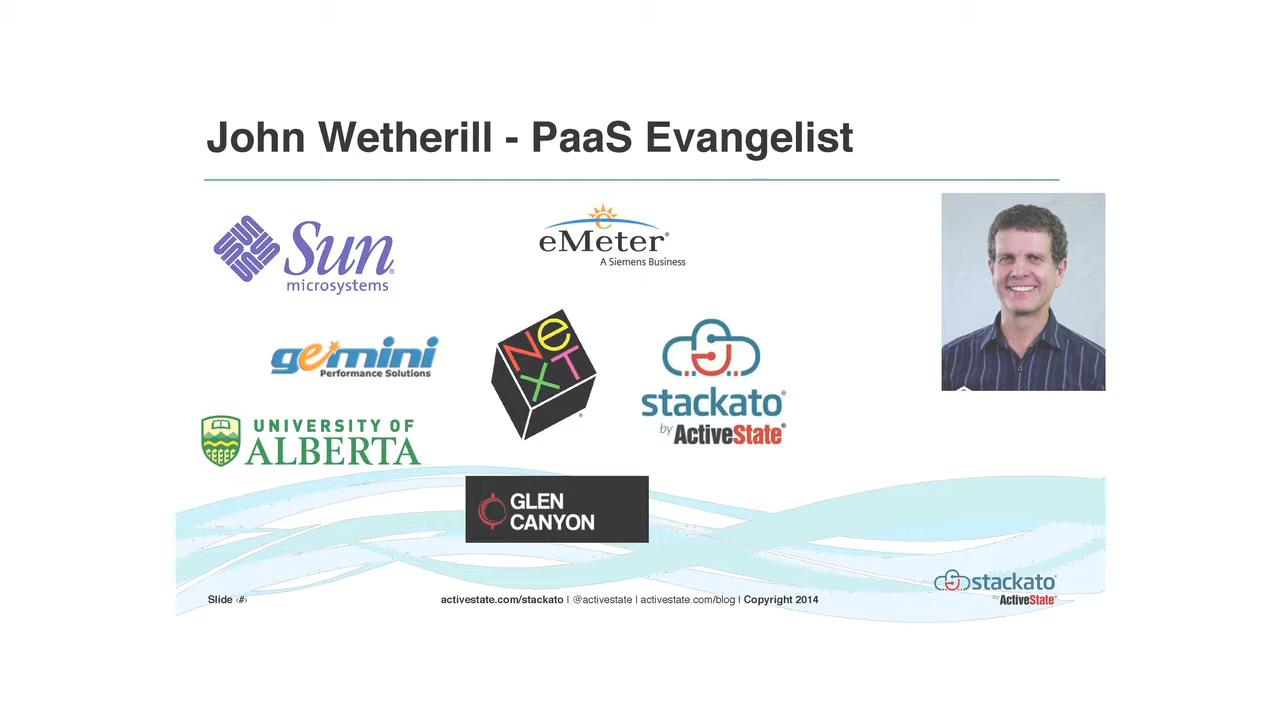 John Wetherill - PaaS Evangelist
Sun
microsystems
eMeter®
A Siemens Business
gemini
Performance Solutions
NeXT
stackato®
by ActiveState®
UNIVERSITY OF
ALBERTA
GLEN
CANYON
Slide ‹#›
activestate.com/stackato | @activestate | activestate.com/blog | Copyright 2014
stackato
by ActiveState